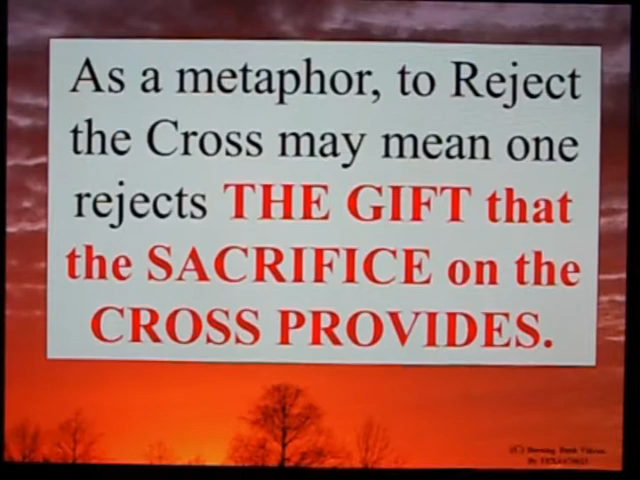 As a metaphor, to Reject
the Cross may mean one
rejects THE GIFT that
the SACRIFICE on the
CROSS PROVIDES.